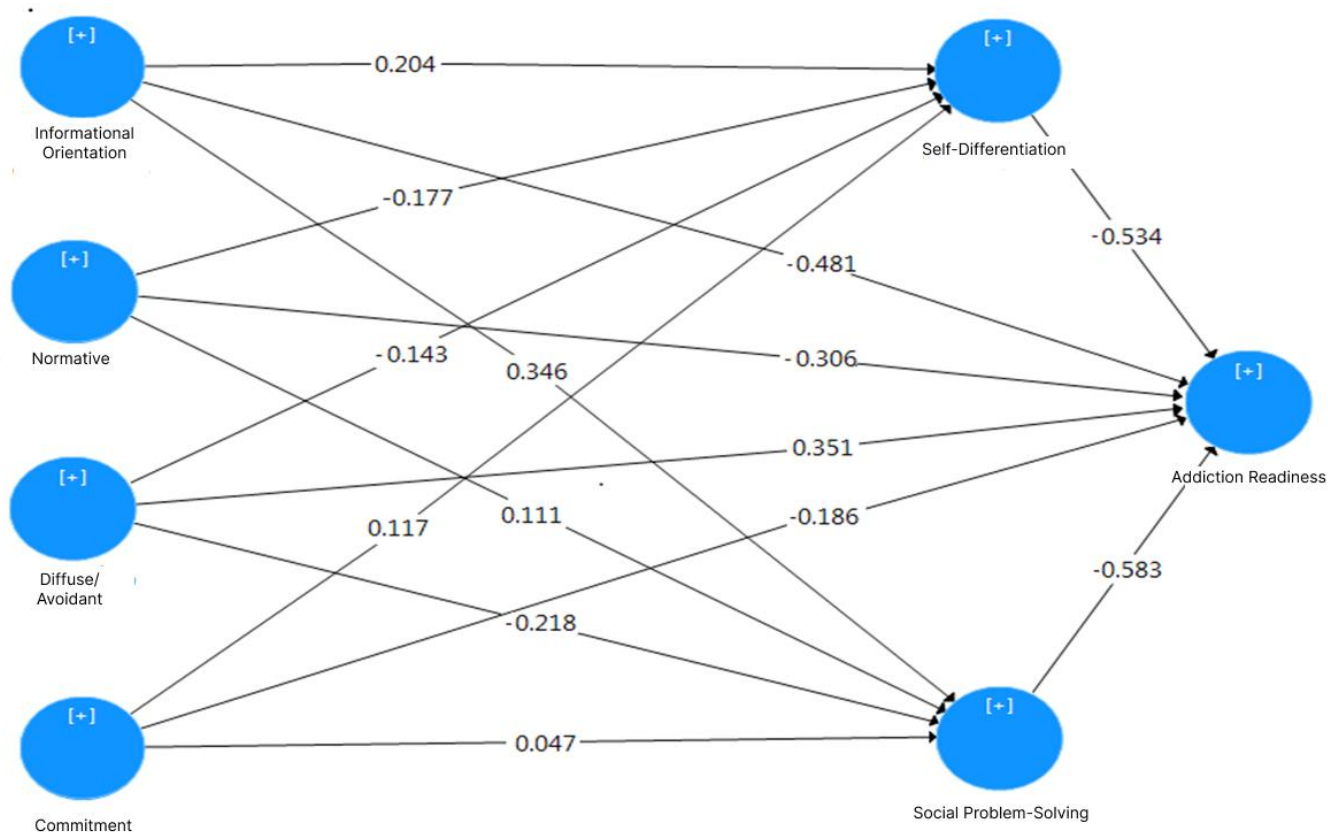 [+]
[+]
0.204
Informational
Orientation
Self-Differentiation
-0.177
-0.534
[+]
-0.481
Normative
-0.143
0.346
-0.306
[+]
[+]
0.351
Addiction Readiness
0.117
0.111
-0.186
Diffuse/
Avoidant
-0.583
-0.218
[+]
[+]
0.047
Commitment
Social Problem-Solving